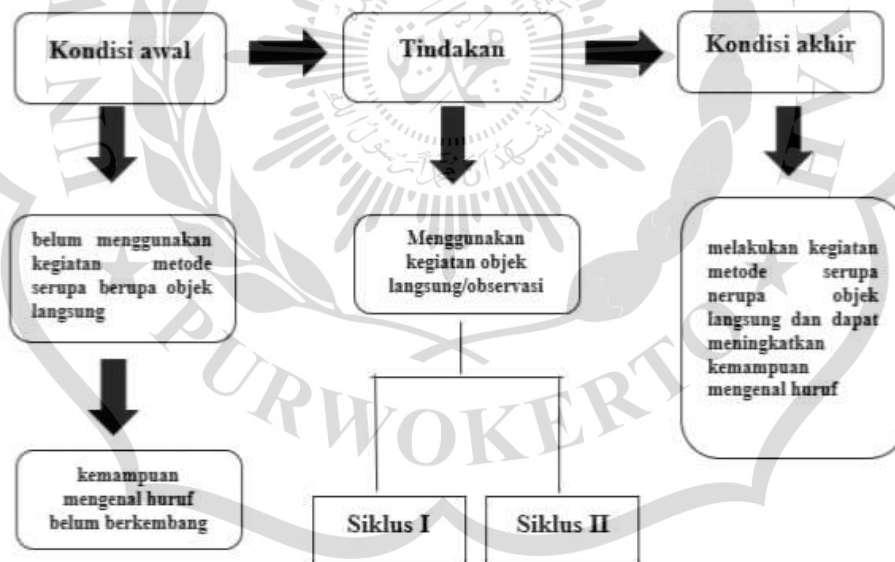 Kondisi awal
Tindakan
Kondisi akhir
belum menggunakan
kegiatan metode
serupa berupa objek
langsung
Menggunakan
kegiatan objek
langsung/observasi
melakukan kegiatan
metode serupa
nerupa objek
langsung dan dapat
meningkatkan
kemampuan
mengenal huruf
kemampuan
mengenal huruf
belum berkembang
Siklus I
Siklus II
PURWOKERTO